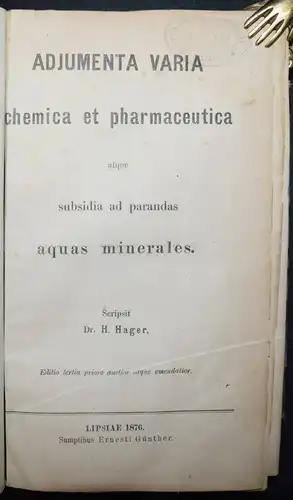 ADJUMENTA VARIA
chemica et pharmaceutica
atque
subsidia ad parandas
aquas minerales.
Scripsit
Dr. H. Hager.
Editio tertia priore auctior atque emendatior.
LIPSIAE 1876.
Sumptibus Ernesti Günther.